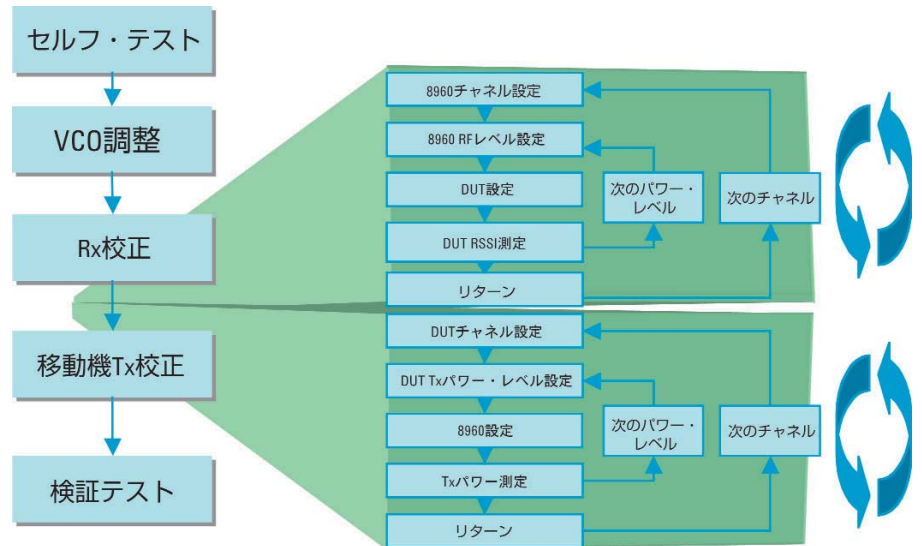 セルフ・テスト
VCO調整
Rx校正
移動機Tx校正
検証テスト
8960チャネル設定
8960 RFレベル設定
DUT設定
DUT RSSI測定
リターン
次のパワー・
レベル
次のチャネル
DUTチャネル設定
DUT Txパワー・レベル設定
8960設定
Txパワー測定
リターン
次のパワー・
レベル
次のチャネル